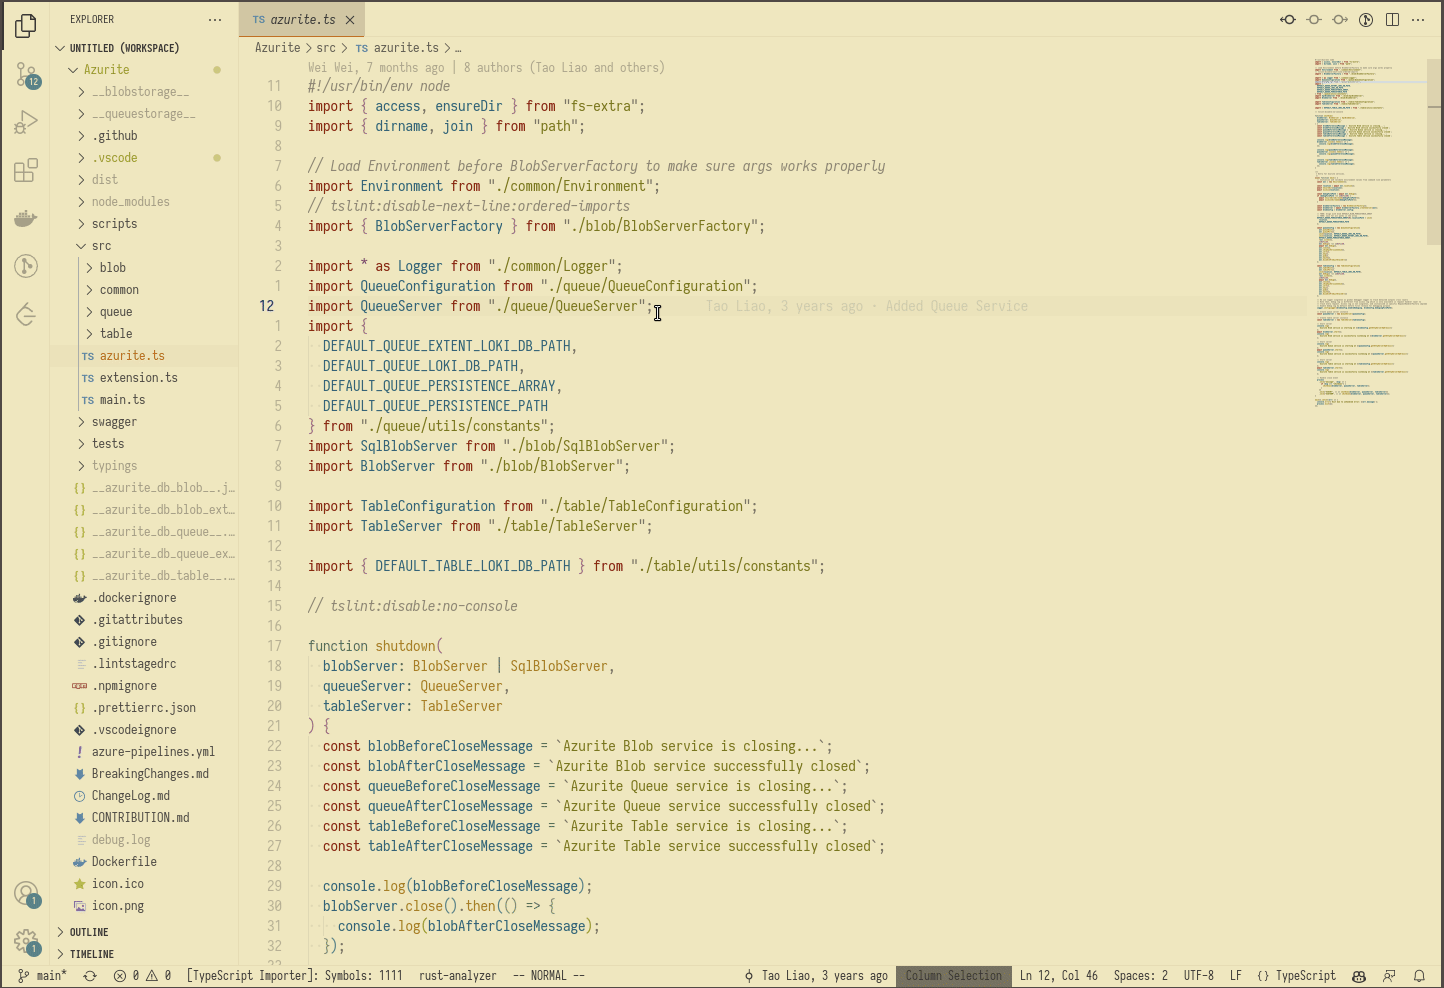 EXPLORER
UNTITLED (WORKSPACE)
Azurite
__blobstorage__
__queuestorage__
.github
.vscode
dist
node_modules
scripts
src
blob
common
queue
table
TS azurite.ts
TS extension.ts
TS main.ts
swagger
tests
typings
{} __azurite_db_blob__.j…
{} __azurite_db_blob_ext…
{} __azurite_db_queue__.…
{} __azurite_db_queue_ex…
{} __azurite_db_table__.…
.dockerignore
.gitattributes
.gitignore
.lintstagedrc
.npmignore
.prettierrc.json
.vscodeignore
! azure-pipelines.yml
BreakingChanges.md
ChangeLog.md
CONTRIBUTION.md
debug.log
Dockerfile
icon.ico
icon.png
OUTLINE
TIMELINE
12
1
1
TS azurite.ts
Azurite > src > TS azurite.ts > …
Wei Wei, 7 months ago | 8 authors (Tao Liao and others)
11 #!/usr/bin/env node
10 import { access, ensureDir } from "fs-extra";
9 import { dirname, join } from "path";
8
7 // Load Environment before BlobServerFactory to make sure args works properly
6 import Environment from "./common/Environment";
5 // tslint:disable-next-line:ordered-imports
4 import { BlobServerFactory } from "./blob/BlobServerFactory";
3
2 import * as Logger from "./common/Logger";
1 import QueueConfiguration from "./queue/QueueConfiguration";
12 import QueueServer from "./queue/QueueServer"; Tao Liao, 3 years ago · Added Queue Service
1 import {
2 DEFAULT_QUEUE_EXTENT_LOKI_DB_PATH,
3 DEFAULT_QUEUE_LOKI_DB_PATH,
4 DEFAULT_QUEUE_PERSISTENCE_ARRAY,
5 DEFAULT_QUEUE_PERSISTENCE_PATH
6 } from "./queue/utils/constants";
7 import SqlBlobServer from "./blob/SqlBlobServer";
8 import BlobServer from "./blob/BlobServer";
9
10 import TableConfiguration from "./table/TableConfiguration";
11 import TableServer from "./table/TableServer";
12
13 import { DEFAULT_TABLE_LOKI_DB_PATH } from "./table/utils/constants";
14
15 // tslint:disable:no-console
16
17 function shutdown(
18 blobServer: BlobServer | SqlBlobServer,
19 queueServer: QueueServer,
20 tableServer: TableServer
21 ) {
22 const blobBeforeCloseMessage = `Azurite Blob service is closing...`;
23 const blobAfterCloseMessage = `Azurite Blob service successfully closed`;
24 const queueBeforeCloseMessage = `Azurite Queue service is closing...`;
25 const queueAfterCloseMessage = `Azurite Queue service successfully closed`;
26 const tableBeforeCloseMessage = `Azurite Table service is closing...`;
27 const tableAfterCloseMessage = `Azurite Table service successfully closed`;
28
29 console.log(blobBeforeCloseMessage);
30 blobServer.close().then(() => {
31 console.log(blobAfterCloseMessage);
32 });
main* 0 0 [TypeScript Importer]: Symbols: 1111 rust-analyzer -- NORMAL -- Tao Liao, 3 years ago Column Selection Ln 12, Col 46 Spaces: 2 UTF-8 LF {} TypeScript